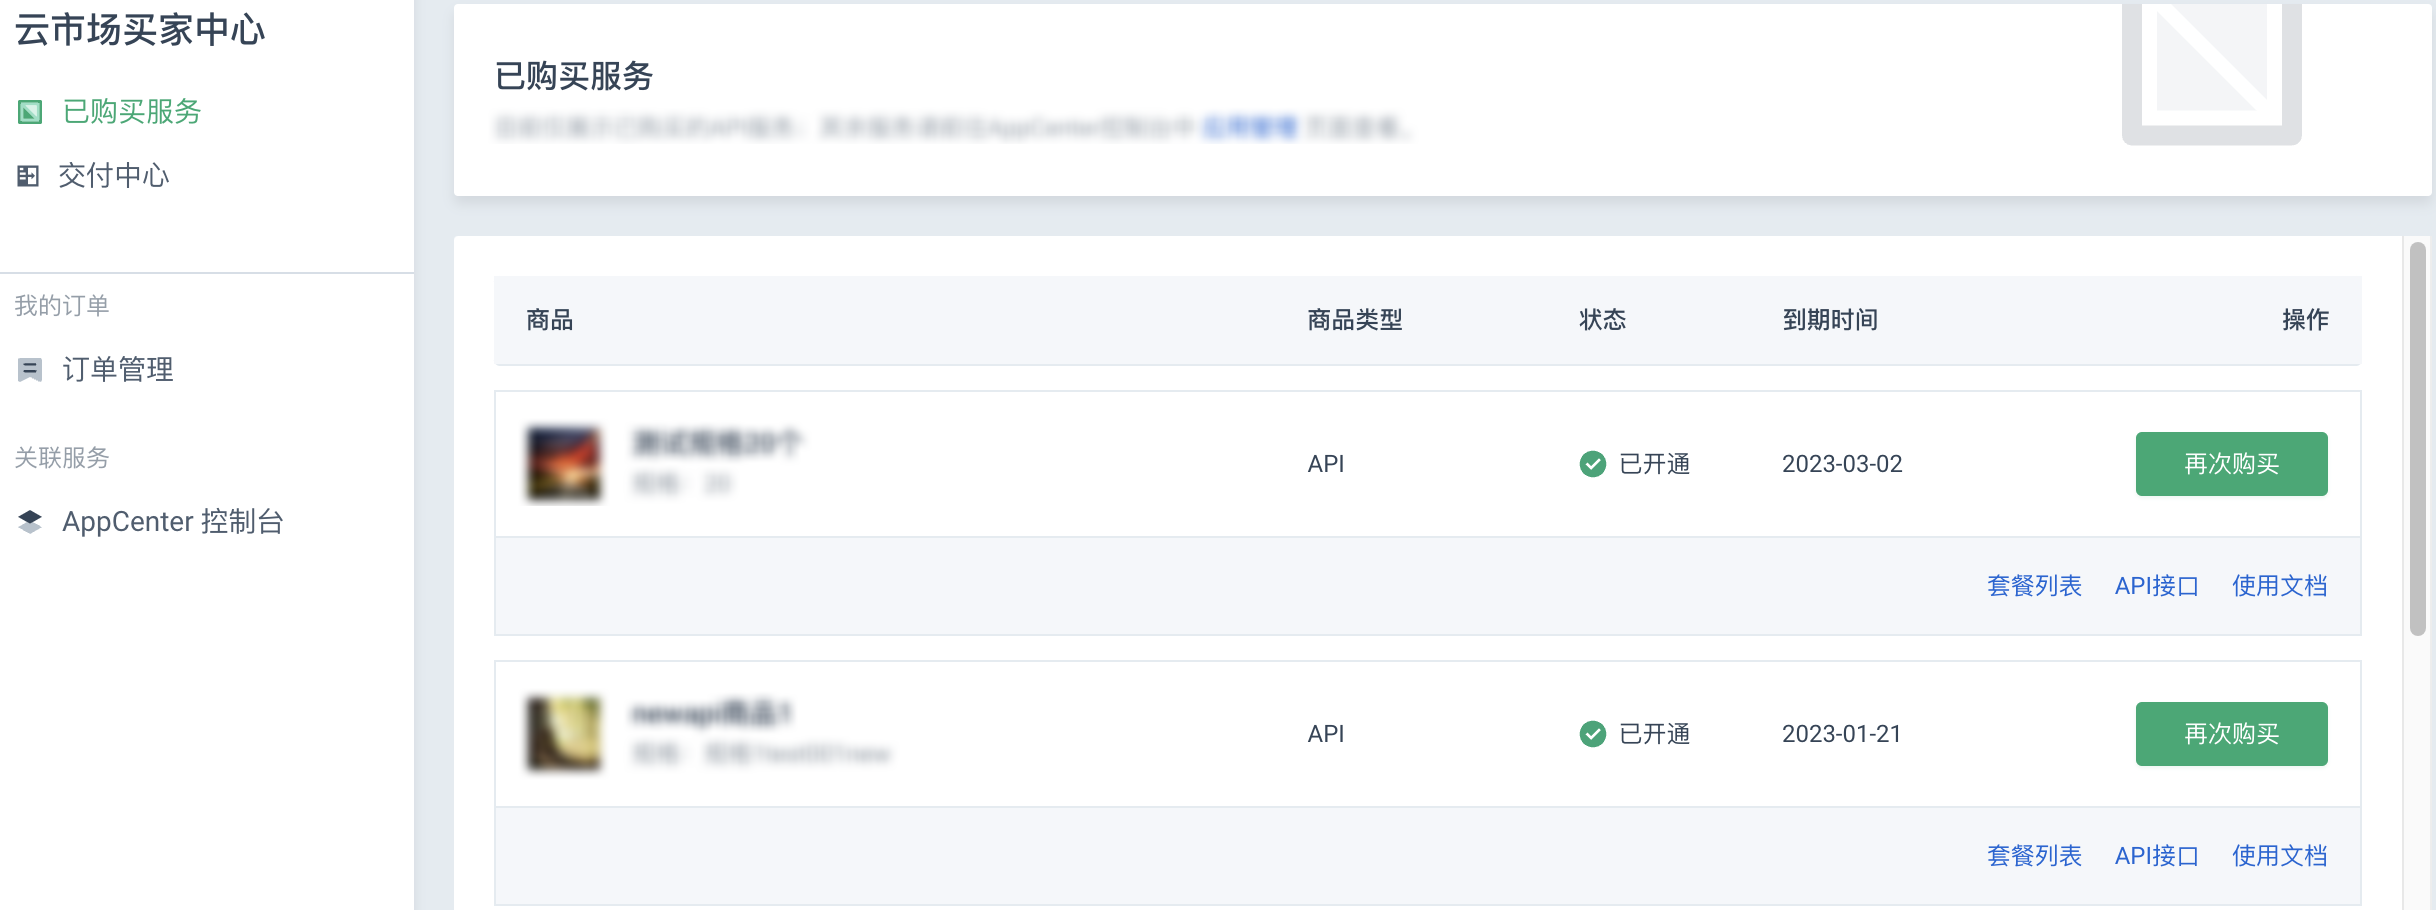 云市场买家中心
已购买服务
交付中心
我的订单
订单管理
关联服务
AppCenter 控制台
已购买服务
商品 商品类型 状态 到期时间 操作
API 已开通 2023-03-02 再次购买
套餐列表 API接口 使用文档
API 已开通 2023-01-21 再次购买
套餐列表 API接口 使用文档